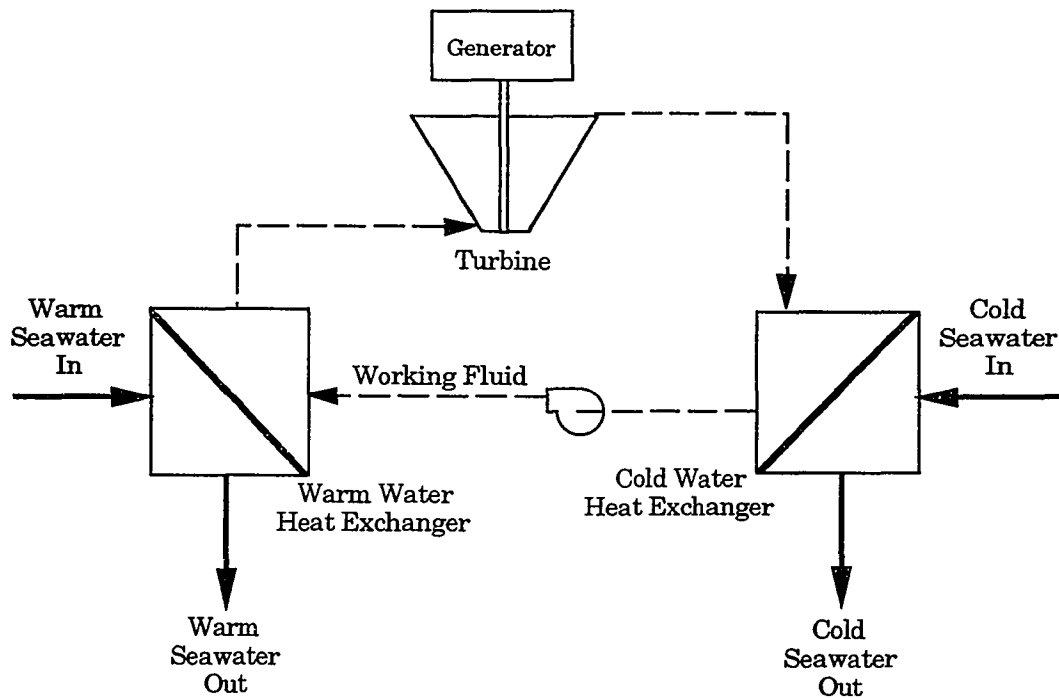 Generator
Turbine
Warm
Seawater
In
Working Fluid
Cold
Seawater
In
Warm Water
Heat Exchanger
Cold Water
Heat Exchanger
Warm
Seawater
Out
Cold
Seawater
Out